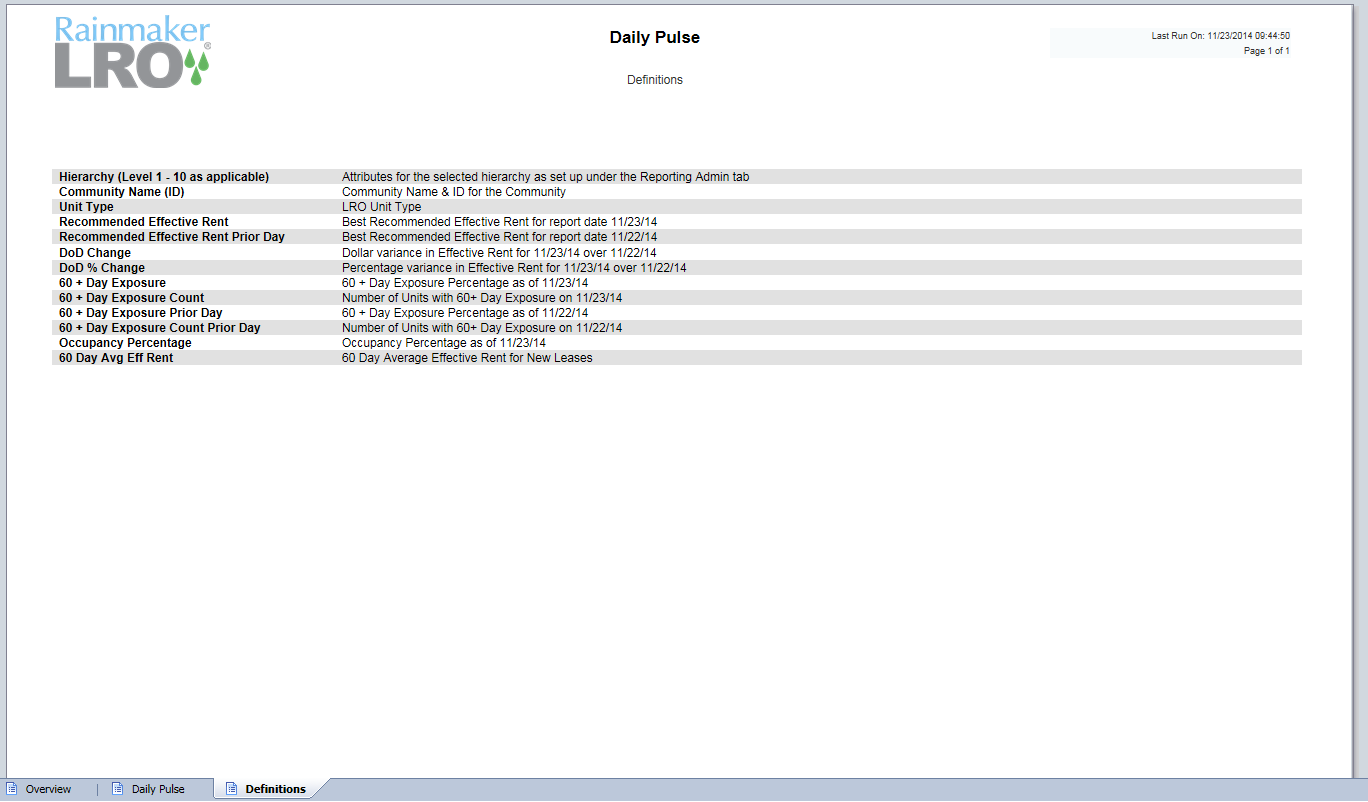 Rainmaker
LRO®
Daily Pulse
Definitions
Last Run On: 11/23/2014 09:44:50
Page 1 of 1
Hierarchy (Level 1 - 10 as applicable) Attributes for the selected hierarchy as set up under the Reporting Admin tab
Community Name (ID) Community Name & ID for the Community
Unit Type LRO Unit Type
Recommended Effective Rent Best Recommended Effective Rent for report date 11/23/14
Recommended Effective Rent Prior Day Best Recommended Effective Rent for report date 11/22/14
DoD Change Dollar variance in Effective Rent for 11/23/14 over 11/22/14
DoD % Change Percentage variance in Effective Rent for 11/23/14 over 11/22/14
60 + Day Exposure 60 + Day Exposure Percentage as of 11/23/14
60 + Day Exposure Count Number of Units with 60+ Day Exposure on 11/23/14
60 + Day Exposure Prior Day 60 + Day Exposure Percentage as of 11/22/14
60 + Day Exposure Count Prior Day Number of Units with 60+ Day Exposure on 11/22/14
Occupancy Percentage Occupancy Percentage as of 11/23/14
60 Day Avg Eff Rent 60 Day Average Effective Rent for New Leases
Overview | Daily Pulse Definitions